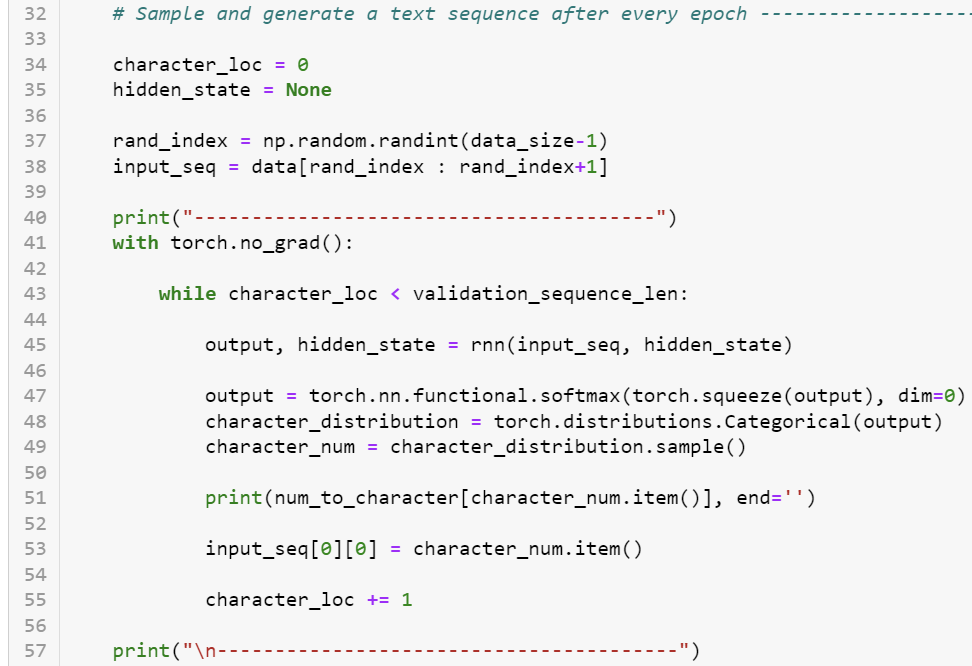 32 # Sample and generate a text sequence after every epoch -------------------
33
34 character_loc = 0
35 hidden_state = None
36
37 rand_index = np.random.randint(data_size-1)
38 input_seq = data[rand_index : rand_index+1]
39
40 print("----------------------------------------")
41 with torch.no_grad():
42
43 while character_loc < validation_sequence_len:
44
45 output, hidden_state = rnn(input_seq, hidden_state)
46
47 output = torch.nn.functional.softmax(torch.squeeze(output), dim=0)
48 character_distribution = torch.distributions.Categorical(output)
49 character_num = character_distribution.sample()
50
51 print(num_to_character[character_num.item()], end='')
52
53 input_seq[0][0] = character_num.item()
54
55 character_loc += 1
56
57 print("\n----------------------------------------")